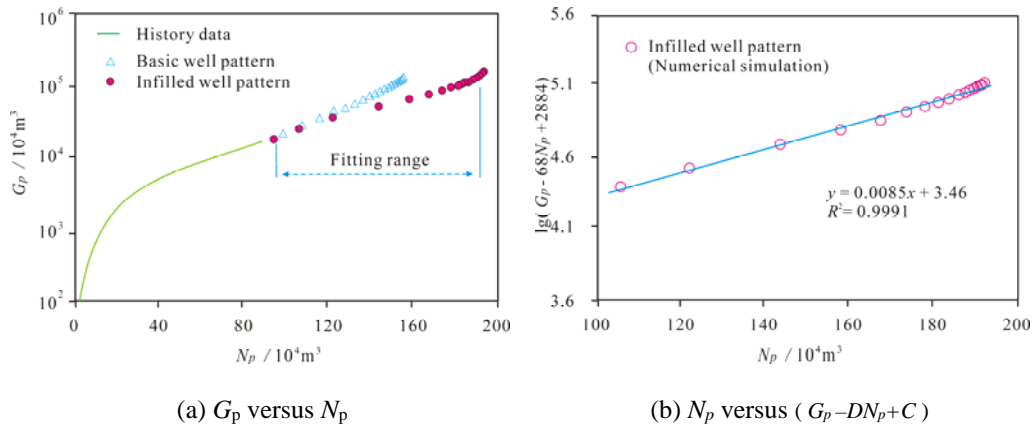 10^6
10^5
10^4
10^3
10^2
G_p / 10^4m^3
History data
Basic well pattern
Infilled well pattern
Fitting range
0 40 80 120 160 200
N_p / 10^4m^3
(a) G_p versus N_p
5.6
5.1
4.6
4.1
3.6
lg(G_p - 68N_p + 2884)
Infilled well pattern
(Numerical simulation)
y = 0.0085x + 3.46
R^2 = 0.9991
100 120 140 160 180 200
N_p / 10^4m^3
(b) N_p versus ( G_p–DN_p+C )